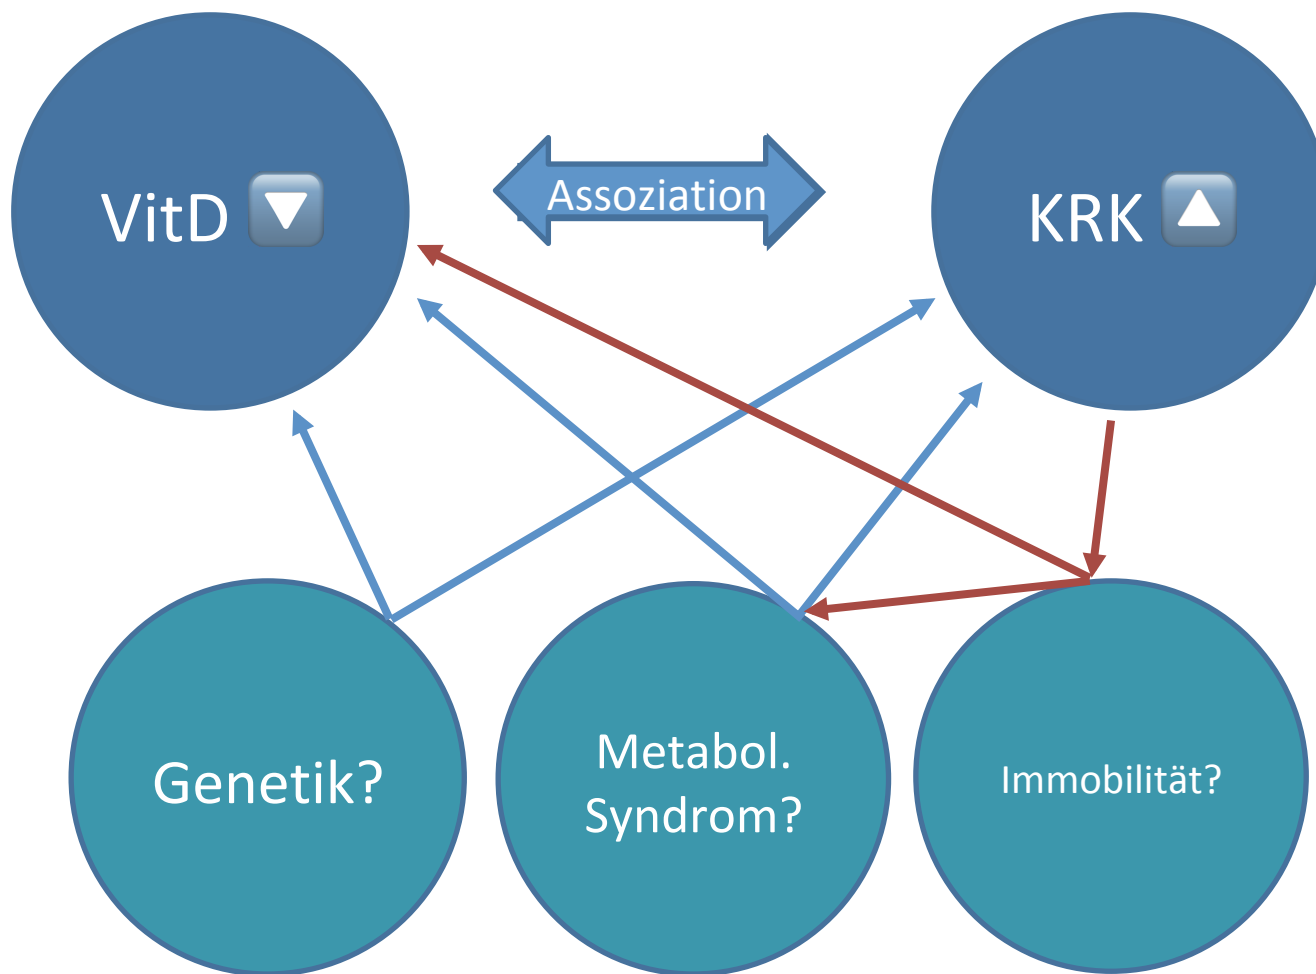 VitD 🔽
Assoziation
KRK 🔼
Genetik?
Metabol.
Syndrom?
Immobilität?